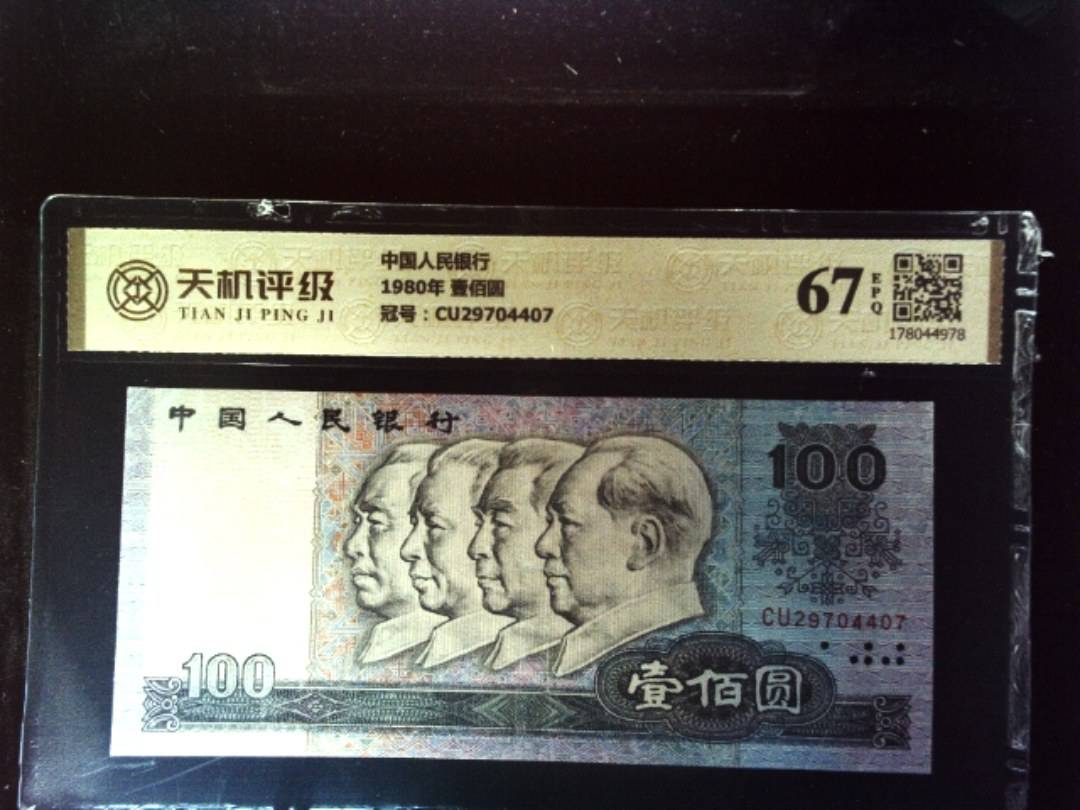 天机评级
TIAN JI PING JI
中国人民银行
1980年 壹佰圆
冠号：CU29704407
67
EPQ
178044978
中国人民银行
100
CU29704407
100
壹佰圆